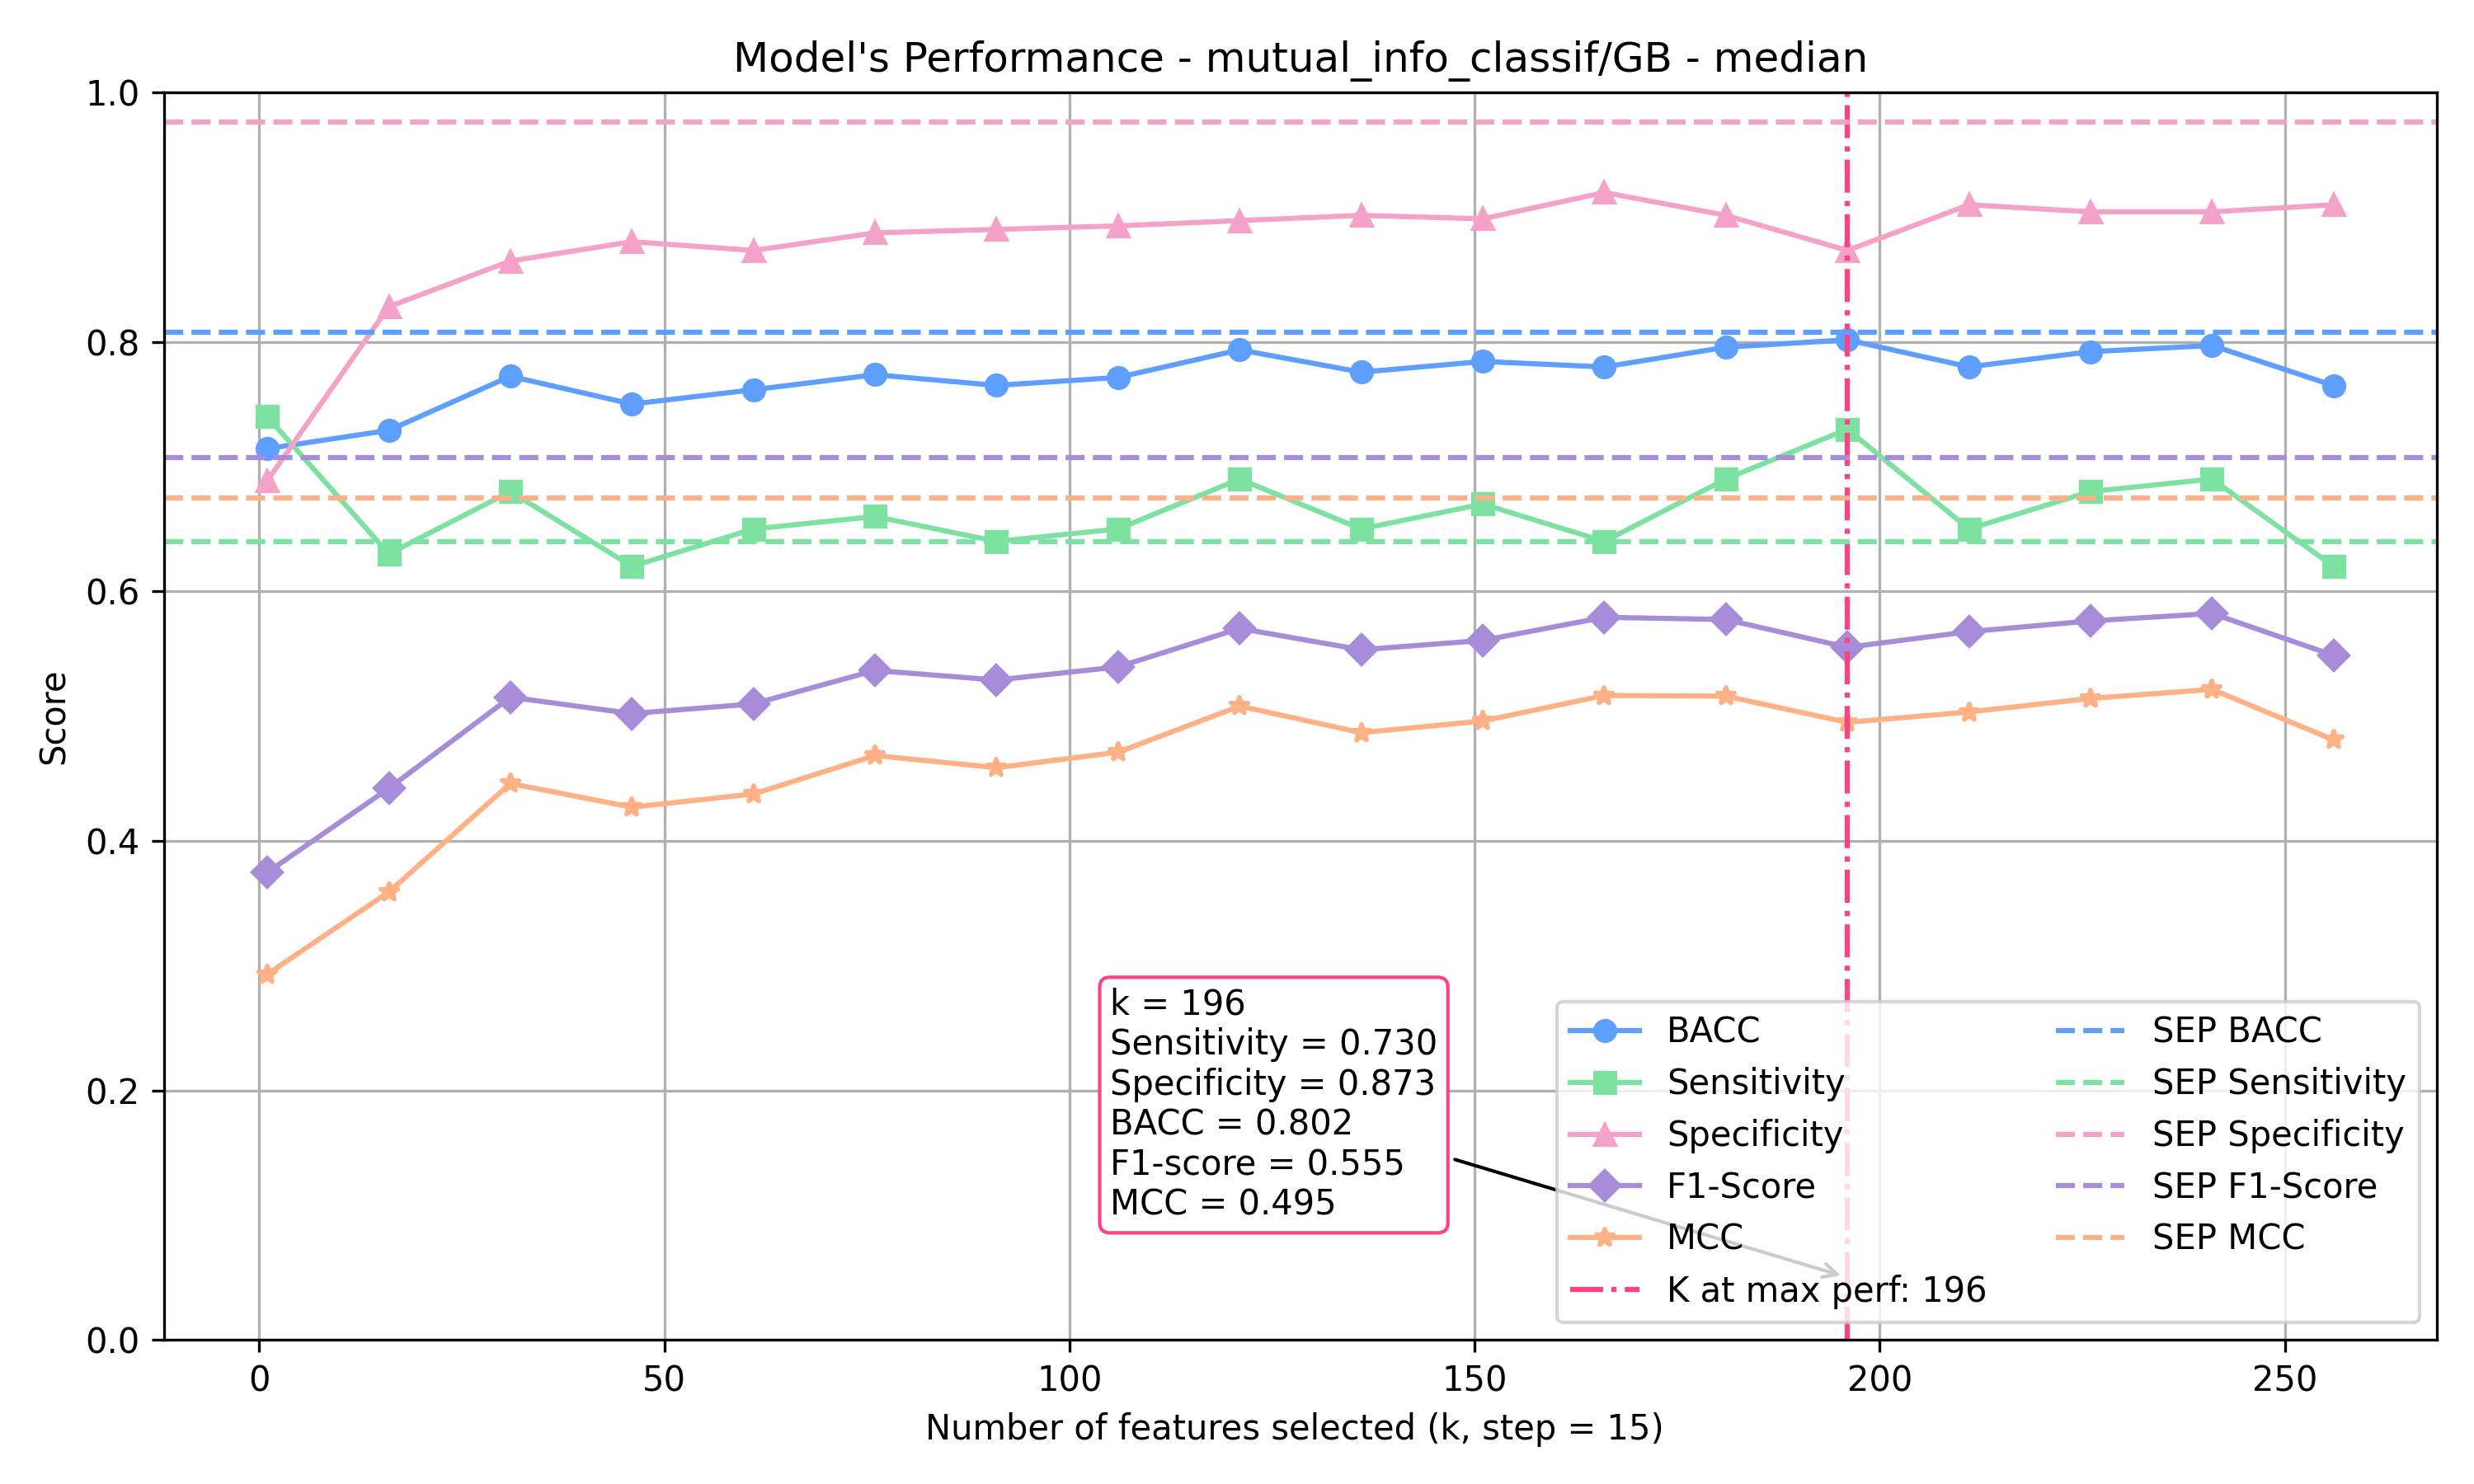 Model's Performance - mutual_info_classif/GB - median
1.0
0.8
0.6
0.4
0.2
0.0
Score
k = 196
Sensitivity = 0.730
Specificity = 0.873
BACC = 0.802
F1-score = 0.555
MCC = 0.495
BACC
Sensitivity
Specificity
F1-Score
MCC
K at max perf: 196
SEP BACC
SEP Sensitivity
SEP Specificity
SEP F1-Score
SEP MCC
0
50
100
150
200
250
Number of features selected (k, step = 15)